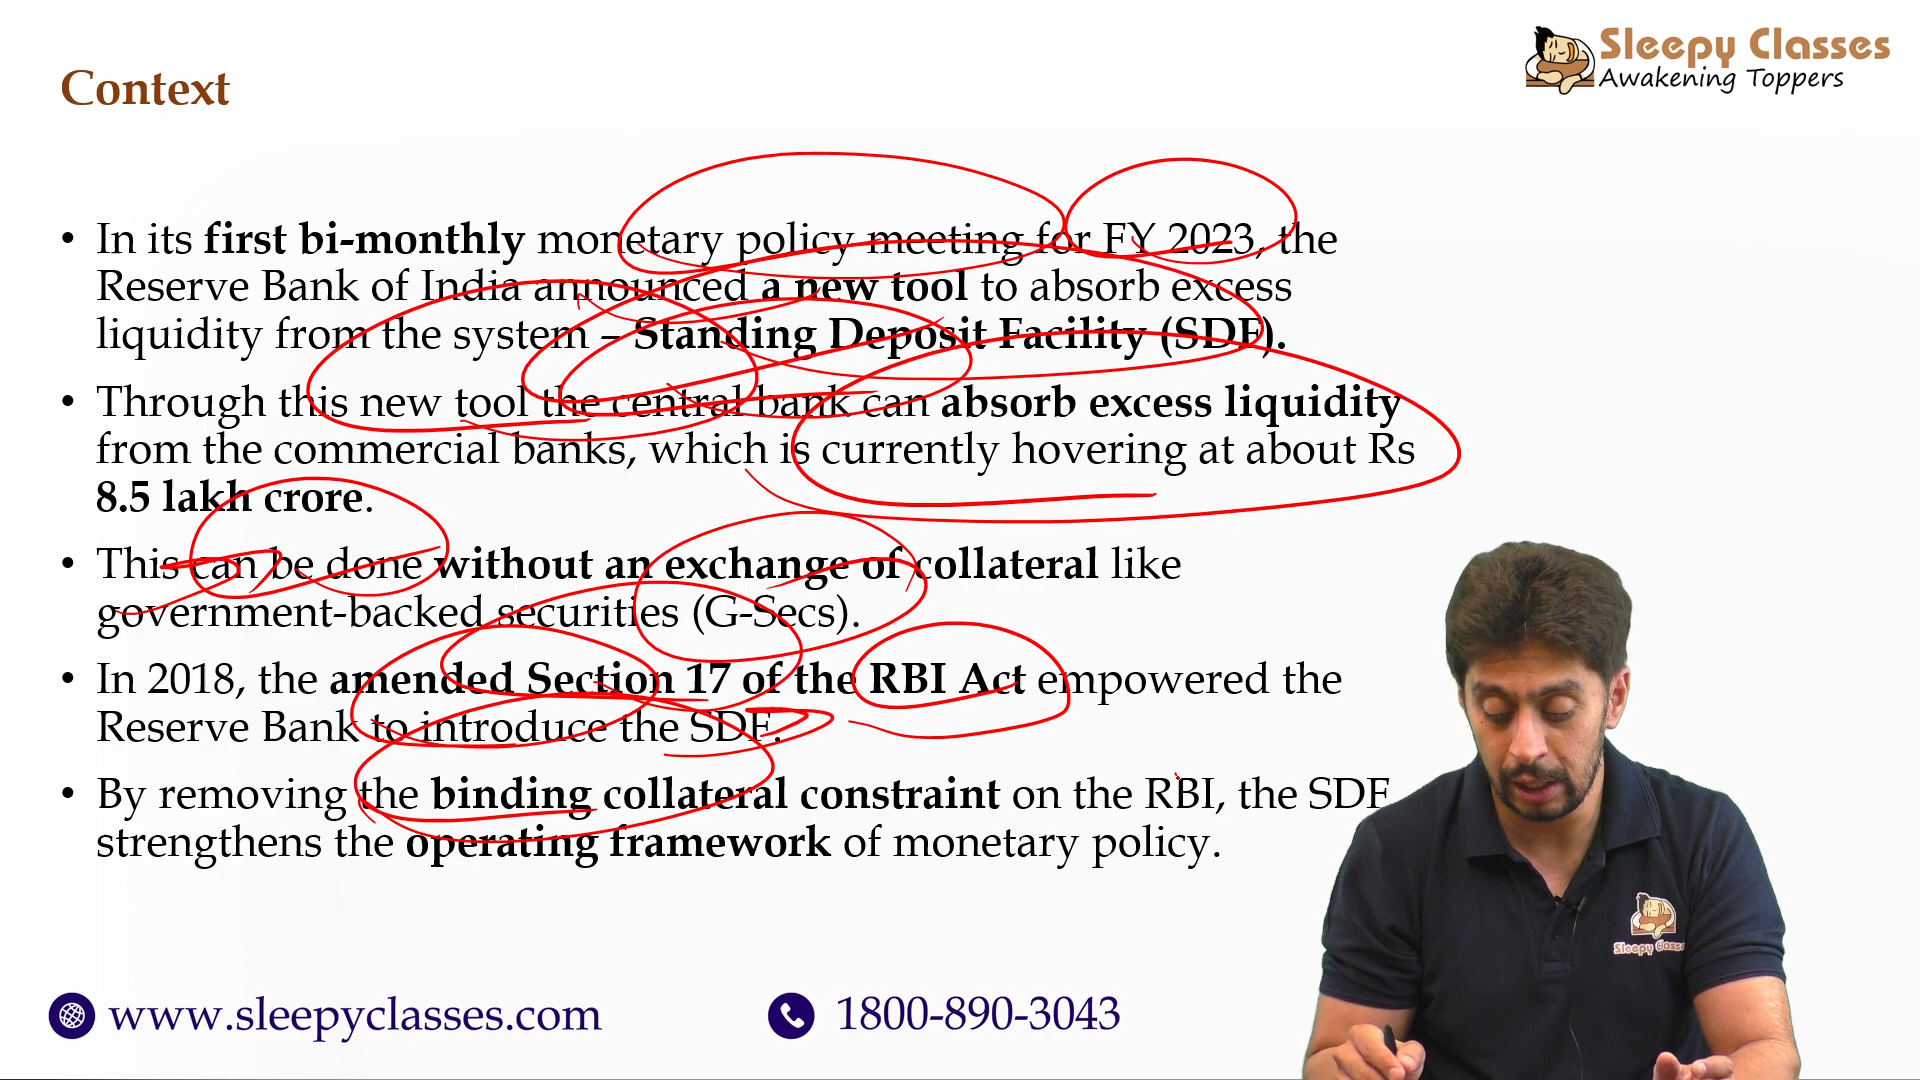 Sleepy Classes
Awakening Toppers
Context
• In its first bi-monthly monetary policy meeting for FY 2023, the
Reserve Bank of India announced a new tool to absorb excess
liquidity from the system – Standing Deposit Facility (SDF).
• Through this new tool the central bank can absorb excess liquidity
from the commercial banks, which is currently hovering at about Rs
8.5 lakh crore.
• This can be done without an exchange of collateral like
government-backed securities (G-Secs).
• In 2018, the amended Section 17 of the RBI Act empowered the
Reserve Bank to introduce the SDF.
• By removing the binding collateral constraint on the RBI, the SDF
strengthens the operating framework of monetary policy.
Sleepy Classes
www.sleepyclasses.com
1800-890-3043